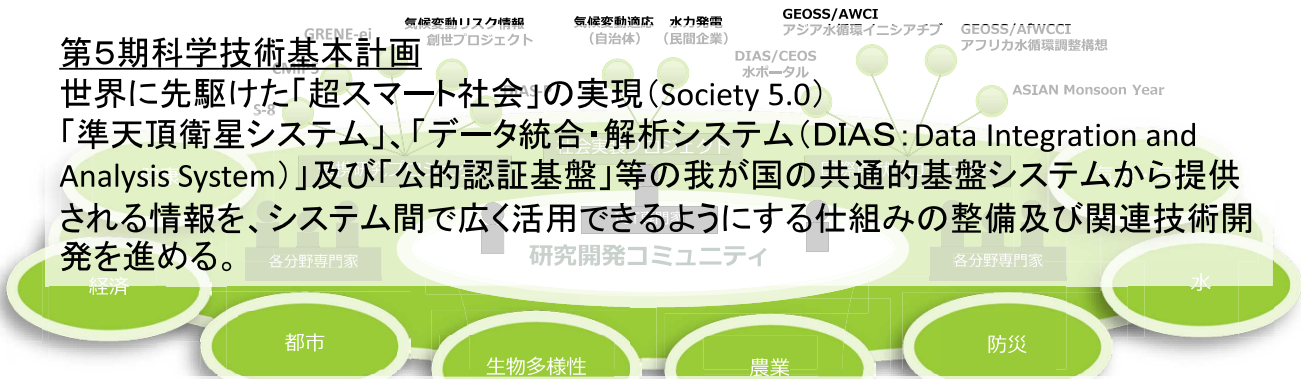 気候変動リスク情報
創世プロジェクト
気候変動適応
（自治体）
水力発電
（民間企業）
GEOSS/AWCI
アジア水循環イニシアチブ
GEOSS/AfWCCI
アフリカ水循環調整構想
GRENE-ei
DIAS/CEOS
水ポータル
CMIP5
S-8
ASIAN Monsoon Year
第５期科学技術基本計画
世界に先駆けた「超スマート社会」の実現（Society 5.0）
「準天頂衛星システム」、「データ統合・解析システム（ＤＩＡＳ：Data Integration and
Analysis System）」及び「公的認証基盤」等の我が国の共通的基盤システムから提供
される情報を、システム間で広く活用できるようにする仕組みの整備及び関連技術開
発を進める。
研究開発コミュニティ
各分野専門家
各分野専門家
経済
都市
生物多様性
農業
防災
水